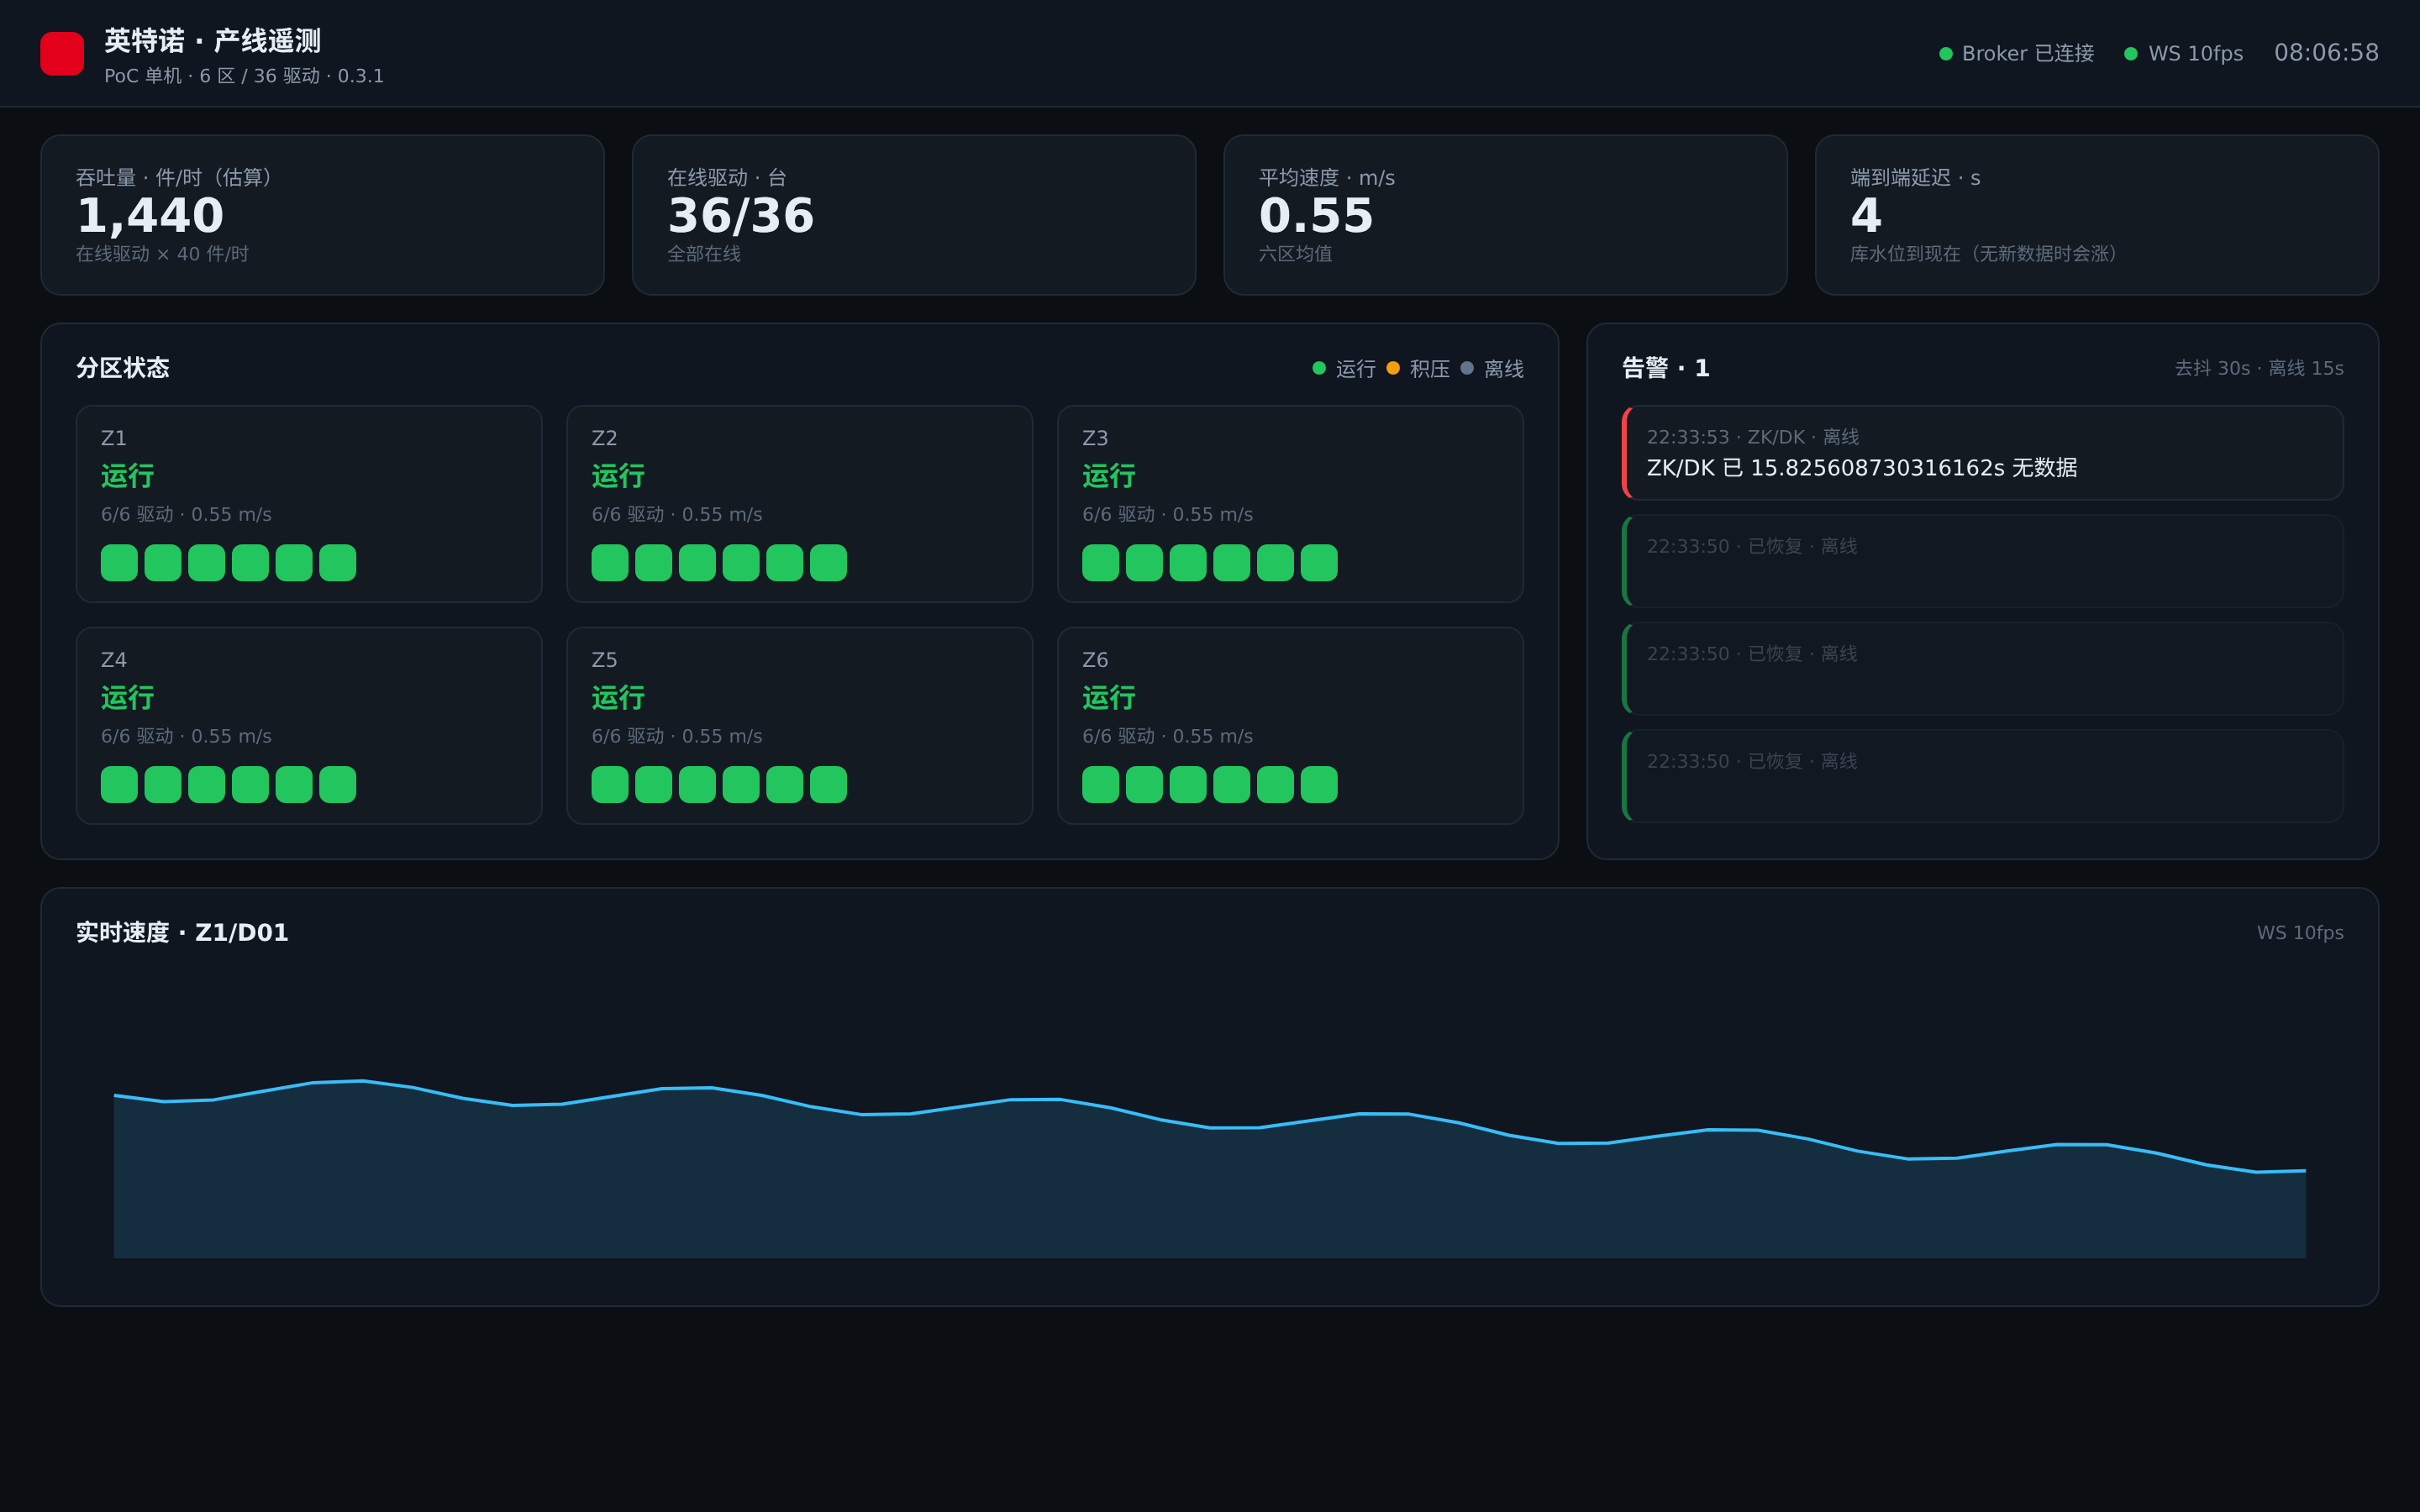 英特诺 · 产线遥测
PoC 单机 · 6 区 / 36 驱动 · 0.3.1
Broker 已连接
WS 10fps
08:06:58
吞吐量 · 件/时（估算）
1,440
在线驱动 × 40 件/时
在线驱动 · 台
36/36
全部在线
平均速度 · m/s
0.55
六区均值
端到端延迟 · s
4
库水位到现在（无新数据时会涨）
分区状态
运行 积压 离线
Z1
运行
6/6 驱动 · 0.55 m/s
Z2
运行
6/6 驱动 · 0.55 m/s
Z3
运行
6/6 驱动 · 0.55 m/s
Z4
运行
6/6 驱动 · 0.55 m/s
Z5
运行
6/6 驱动 · 0.55 m/s
Z6
运行
6/6 驱动 · 0.55 m/s
告警 · 1
去抖 30s · 离线 15s
22:33:53 · ZK/DK · 离线
ZK/DK 已 15.825608730316162s 无数据
22:33:50 · 已恢复 · 离线
22:33:50 · 已恢复 · 离线
22:33:50 · 已恢复 · 离线
实时速度 · Z1/D01
WS 10fps